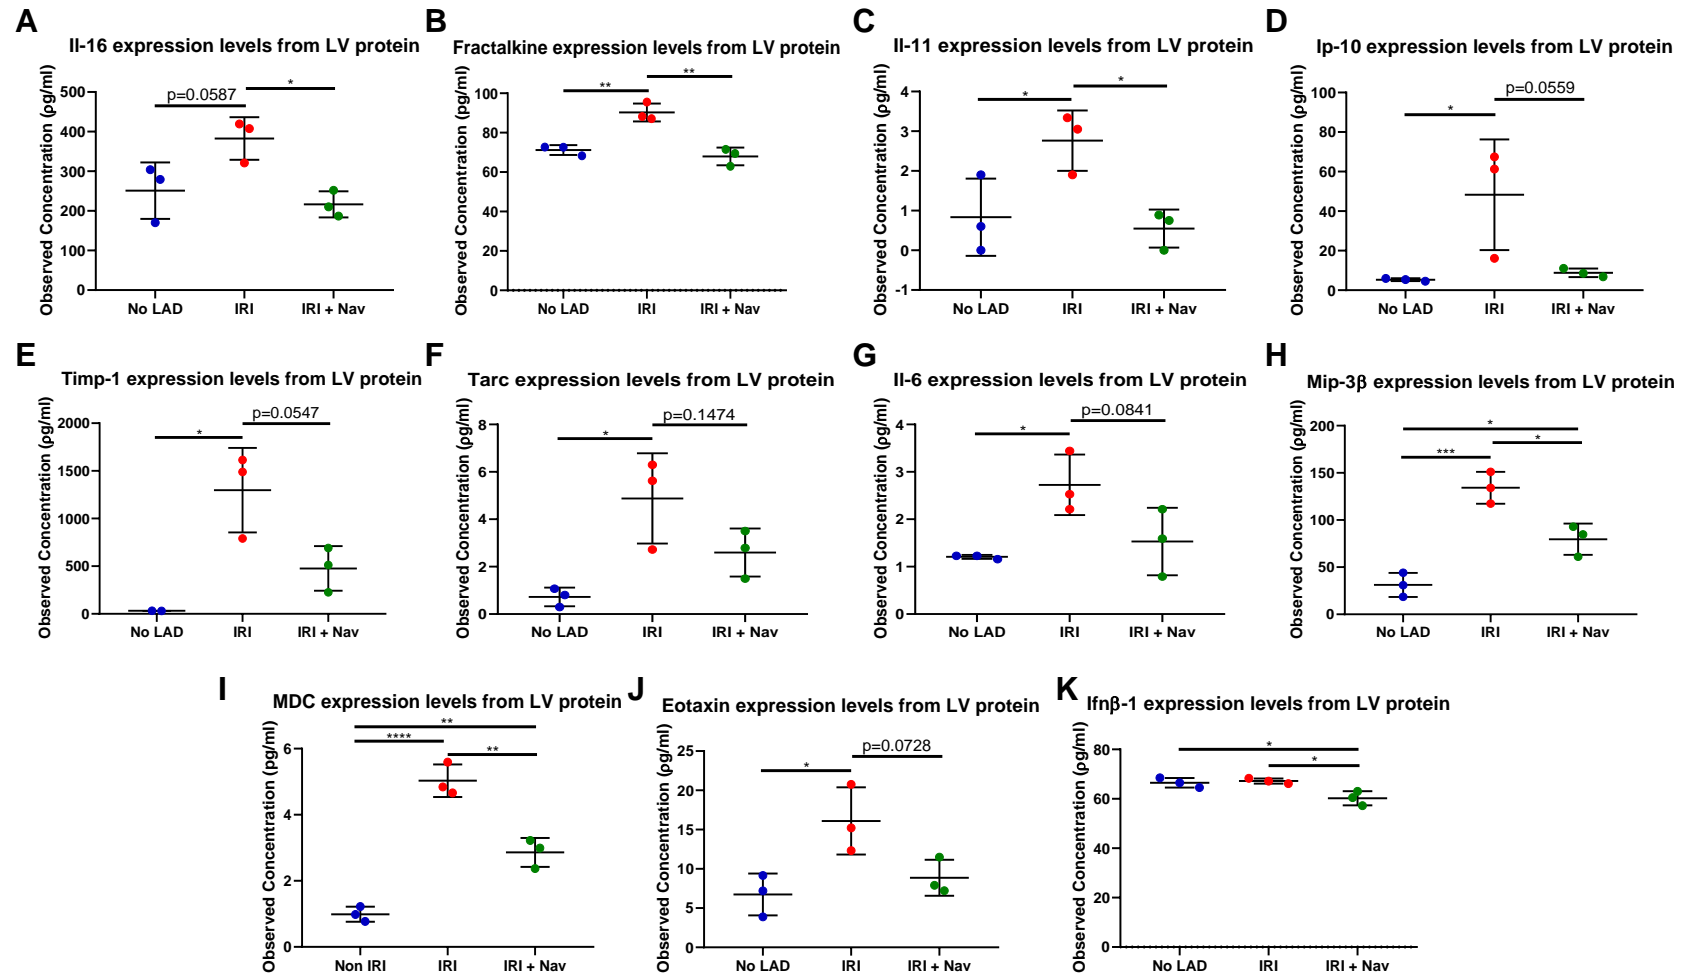 A
Il-16 expression levels from LV protein
Observed Concentration (ρg/ml)
500
400
300
200
100
0
p=0.0587
*
No LAD IRI IRI + Nav
B
Fractalkine expression levels from LV protein
Observed Concentration (ρg/ml)
100
80
60
40
20
0
**
**
No LAD IRI IRI + Nav
C
Il-11 expression levels from LV protein
Observed Concentration (ρg/ml)
4
3
2
1
0
-1
*
*
No LAD IRI IRI + Nav
D
Ip-10 expression levels from LV protein
Observed Concentration (ρg/ml)
100
80
60
40
20
0
*
p=0.0559
No LAD IRI IRI + Nav
E
Timp-1 expression levels from LV protein
Observed Concentration (ρg/ml)
2000
1500
1000
500
0
*
p=0.0547
No LAD IRI IRI + Nav
F
Tarc expression levels from LV protein
Observed Concentration (ρg/ml)
8
6
4
2
0
*
p=0.1474
No LAD IRI IRI + Nav
G
Il-6 expression levels from LV protein
Observed Concentration (ρg/ml)
4
3
2
1
0
*
p=0.0841
No LAD IRI IRI + Nav
H
Mip-3β expression levels from LV protein
Observed Concentration (ρg/ml)
200
150
100
50
0
*
*
***
No LAD IRI IRI + Nav
I
MDC expression levels from LV protein
Observed Concentration (pg/ml)
6
4
2
0
**
****
**
Non IRI IRI IRI + Nav
J
Eotaxin expression levels from LV protein
Observed Concentration (ρg/ml)
25
20
15
10
5
0
*
p=0.0728
No LAD IRI IRI + Nav
K
Ifnβ-1 expression levels from LV protein
Observed Concentration (ρg/ml)
80
60
40
20
0
*
*
No LAD IRI IRI + Nav